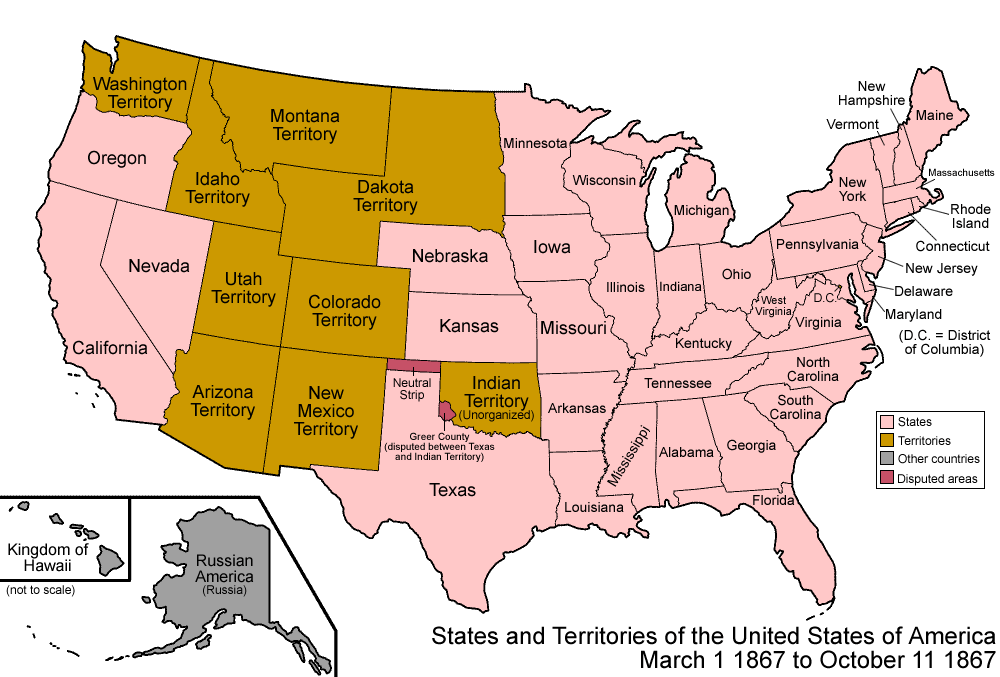 Washington
Territory
Montana
Territory
Minnesota
New
Hampshire
Maine
Vermont
Oregon
Idaho
Territory
Dakota
Territory
Wisconsin
Michigan
New
York
Massachusetts
Rhode
Island
Connecticut
Nevada
Utah
Territory
Nebraska
Iowa
Illinois
Indiana
Ohio
Pennsylvania
New Jersey
Delaware
Maryland
(D.C. = District
of Columbia)
Colorado
Territory
Kansas
Missouri
West
Virginia
D.C.
Virginia
Kentucky
California
Arizona
Territory
New
Mexico
Territory
Neutral
Strip
Indian
Territory
(Unorganized)
Greer County
(disputed between Texas
and Indian Territory)
Arkansas
Tennessee
North
Carolina
South
Carolina
Mississippi
Alabama
Georgia
Texas
Louisiana
Florida
States
Territories
Other countries
Disputed areas
Kingdom of
Hawaii
(not to scale)
Russian
America
(Russia)
States and Territories of the United States of America
March 1 1867 to October 11 1867